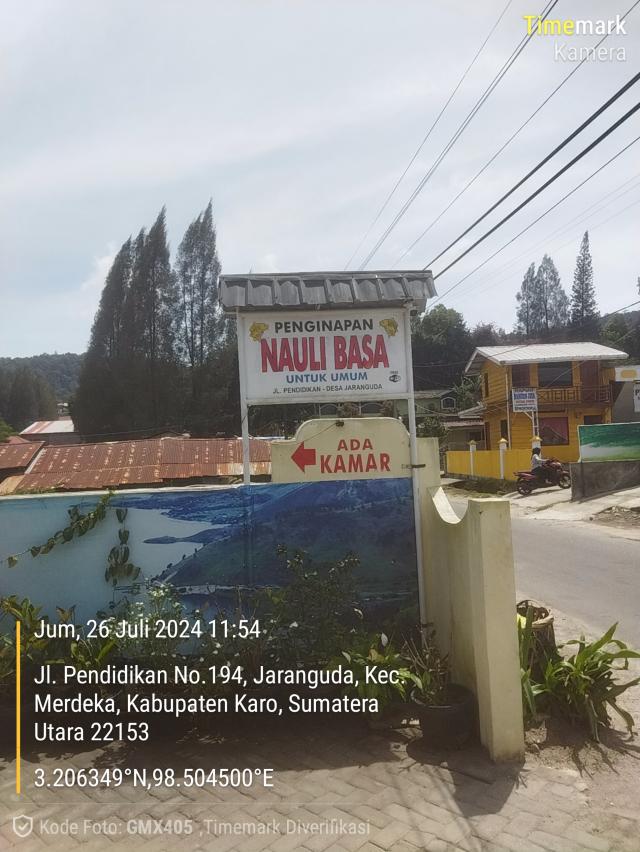 Timemark
Kamera
PENGINAPAN
NAULI BASA
UNTUK UMUM
JL. PENDIDIKAN - DESA JARANGUDA
ADA
KAMAR
Jum, 26 Juli 2024 11:54
Jl. Pendidikan No.194, Jaranguda, Kec.
Merdeka, Kabupaten Karo, Sumatera
Utara 22153
3.206349°N,98.504500°E
Kode Foto: GMX405 ,Timemark Diverifikasi